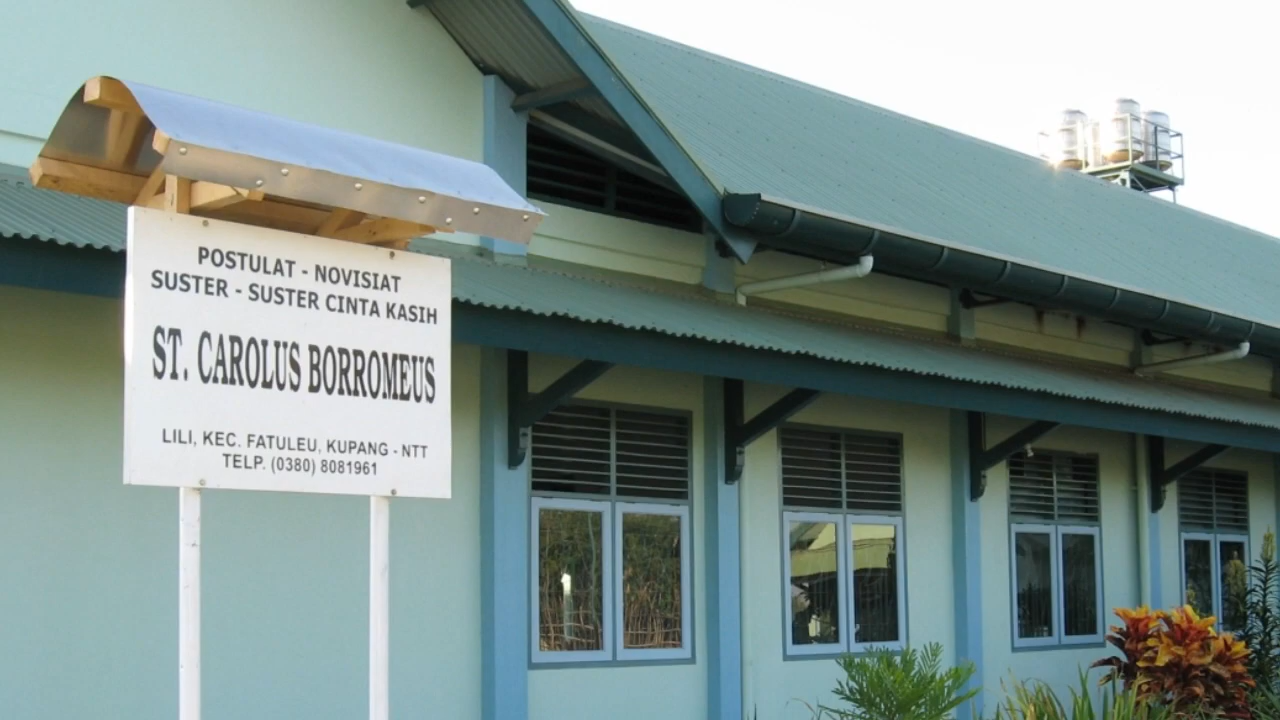 POSTULAT - NOVISIAT
SUSTER - SUSTER CINTA KASIH
ST. CAROLUS BORROMEUS
LILI, KEC. FATULEU, KUPANG - NTT
TELP. (0380) 8081961